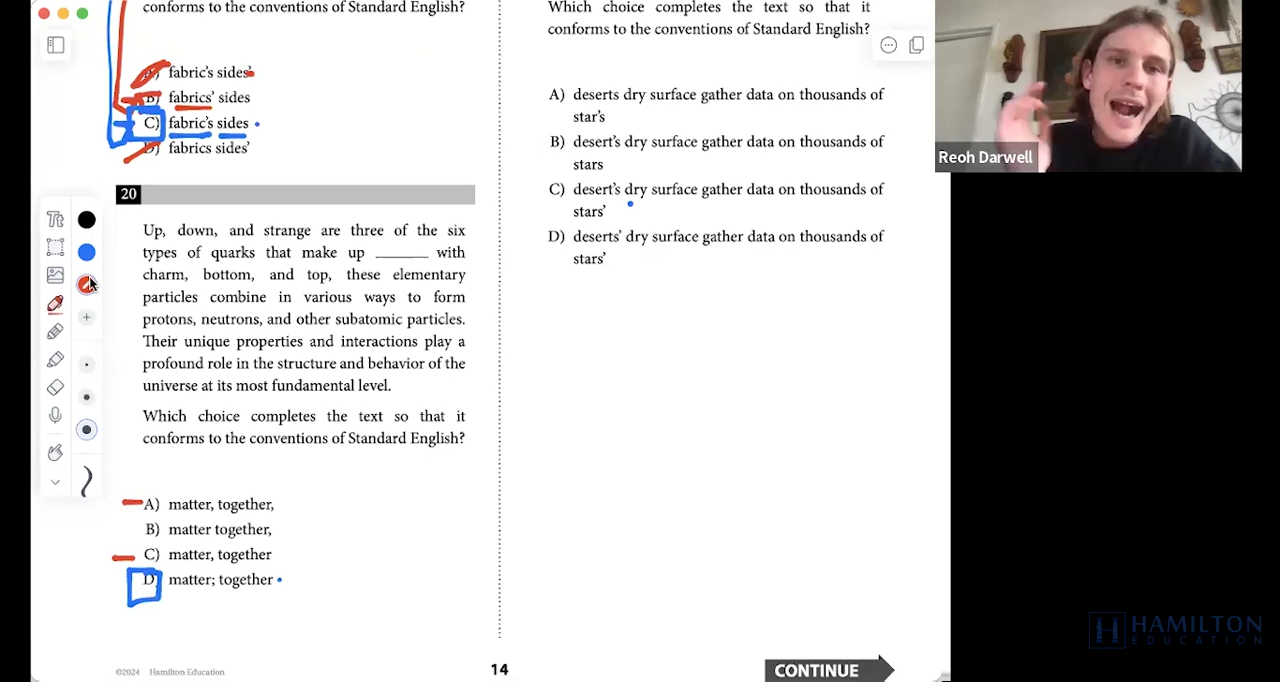 conforms to the conventions of Standard English?
A) fabric's sides'
B) fabrics' sides
C) fabric's sides
D) fabrics sides'
20
Up, down, and strange are three of the six
types of quarks that make up ______ with
charm, bottom, and top, these elementary
particles combine in various ways to form
protons, neutrons, and other subatomic particles.
Their unique properties and interactions play a
profound role in the structure and behavior of the
universe at its most fundamental level.
Which choice completes the text so that it
conforms to the conventions of Standard English?
A) matter, together,
B) matter together,
C) matter, together
D) matter; together
©2024 Hamilton Education
Which choice completes the text so that it
conforms to the conventions of Standard English?
A) deserts dry surface gather data on thousands of
star's
B) desert's dry surface gather data on thousands of
stars
C) desert's dry surface gather data on thousands of
stars'
D) deserts' dry surface gather data on thousands of
stars'
14
CONTINUE
Tt
Reoh Darwell
HAMILTON
EDUCATION